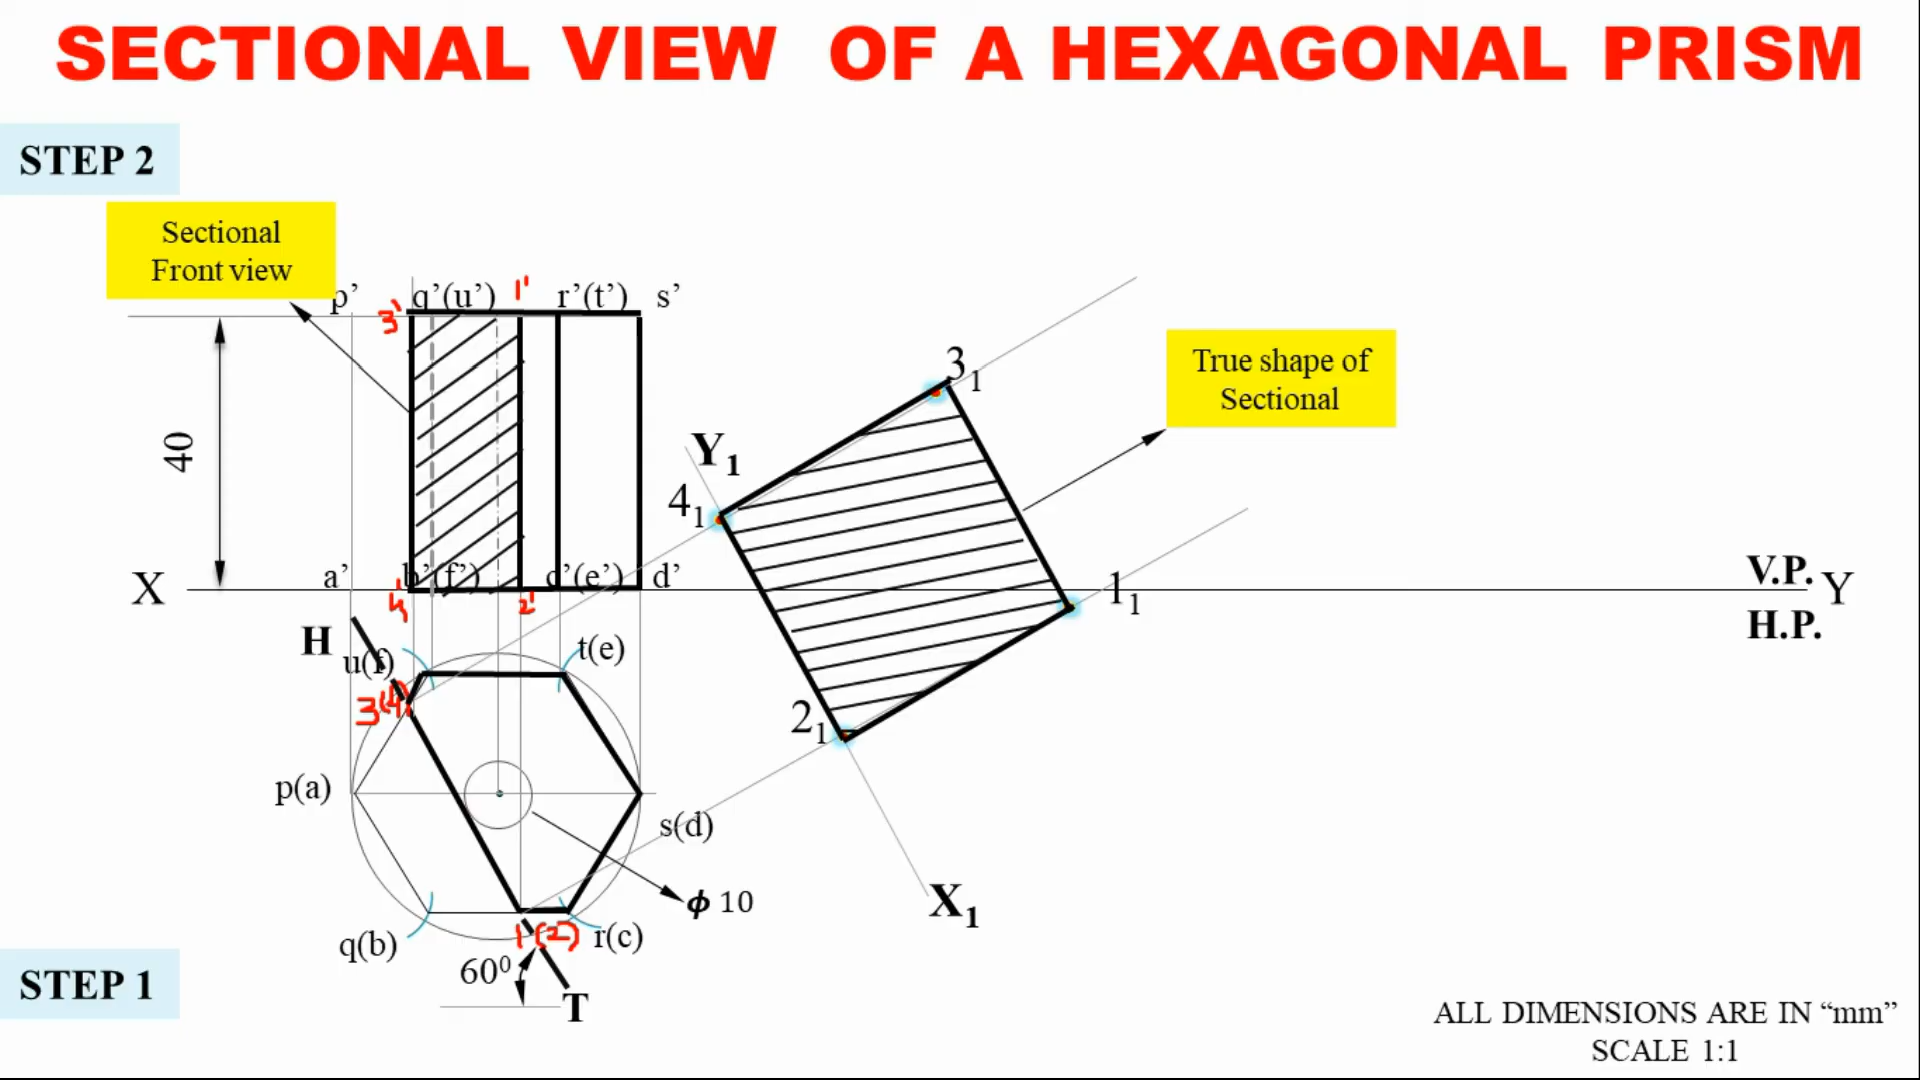 SECTIONAL VIEW OF A HEXAGONAL PRISM
STEP 2
Sectional
Front view
p’ q’(u’) 1' r’(t’) s’
3'
True shape of
Sectional
3₁
40
Y₁
4₁
X a’ b’(f’) c’(e’) d’ 1₁ V.P. Y
4' 2'
H H.P.
u(f) t(e)
3(4)
2₁
p(a) s(d)
ϕ 10 X₁
q(b) 1(2) r(c)
60⁰
STEP 1 T
ALL DIMENSIONS ARE IN “mm”
SCALE 1:1